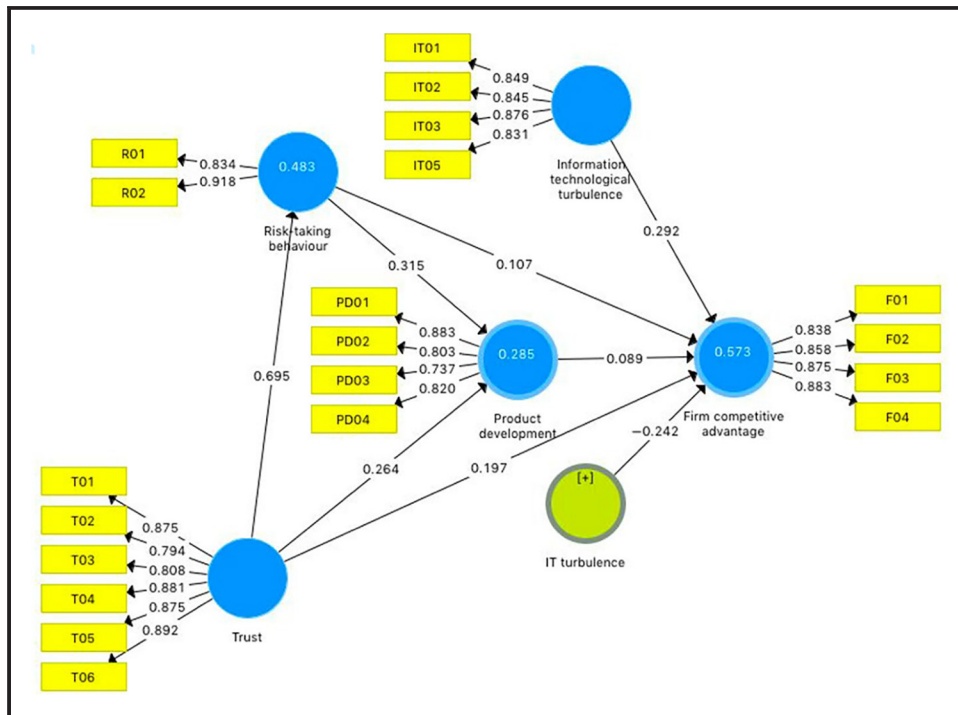 IT01
IT02
IT03
IT05
0.849
0.845
0.876
0.831
Information
technological
turbulence
R01
R02
0.834
0.918
0.483
Risk-taking
behaviour
0.292
0.107
0.315
PD01
PD02
PD03
PD04
0.883
0.803
0.737
0.820
0.285
Product
development
0.089
0.573
Firm competitive
advantage
0.838
0.858
0.875
0.883
F01
F02
F03
F04
0.695
0.264
0.197
−0.242
[+]
IT turbulence
T01
T02
T03
T04
T05
T06
0.875
0.794
0.808
0.881
0.875
0.892
Trust